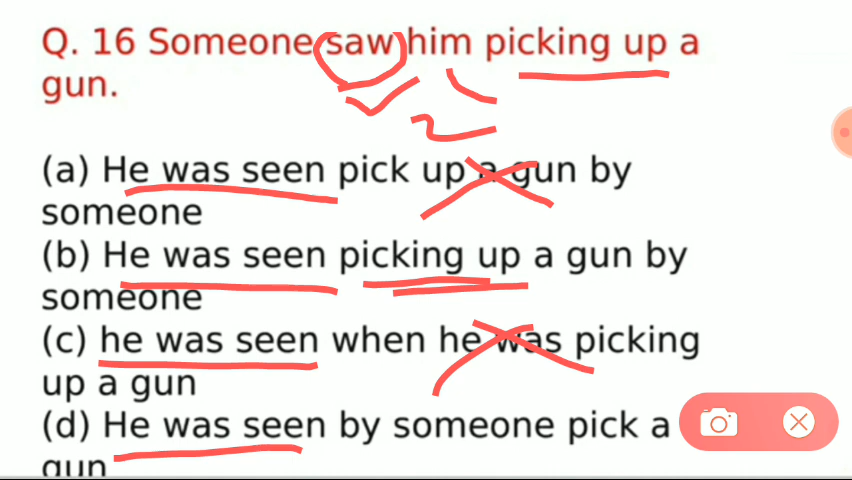 Q. 16 Someone saw him picking up a
gun.
(a) He was seen pick up a gun by
someone
(b) He was seen picking up a gun by
someone
(c) he was seen when he was picking
up a gun
(d) He was seen by someone pick a
gun